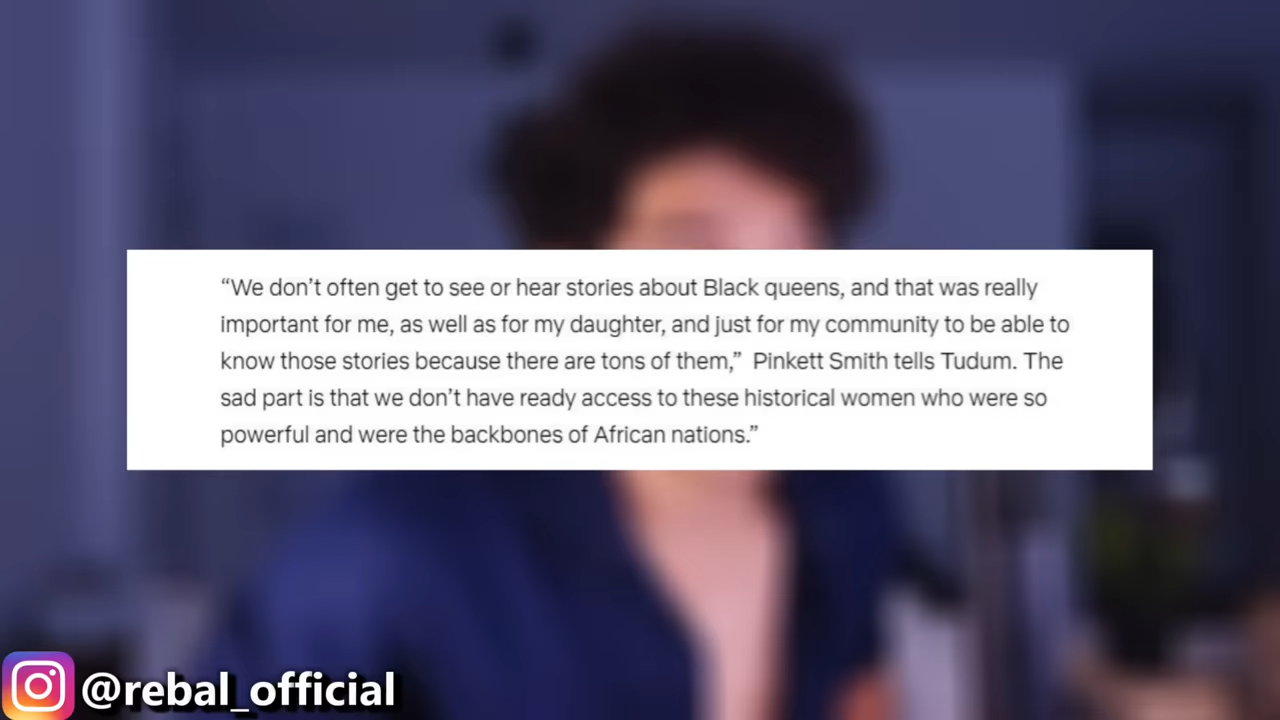 “We don’t often get to see or hear stories about Black queens, and that was really
important for me, as well as for my daughter, and just for my community to be able to
know those stories because there are tons of them,”  Pinkett Smith tells Tudum. The
sad part is that we don’t have ready access to these historical women who were so
powerful and were the backbones of African nations.”
@rebal_official